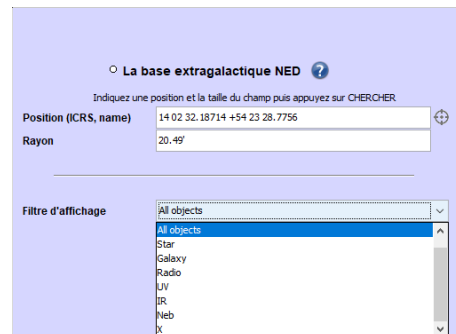 La base extragalactique NED ?
Indiquez une position et la taille du champ puis appuyez sur CHERCHER
Position (ICRS, name) 14 02 32.18714 +54 23 28.7756
Rayon 20.49'
Filtre d'affichage All objects
All objects
Star
Galaxy
Radio
UV
IR
Neb
X